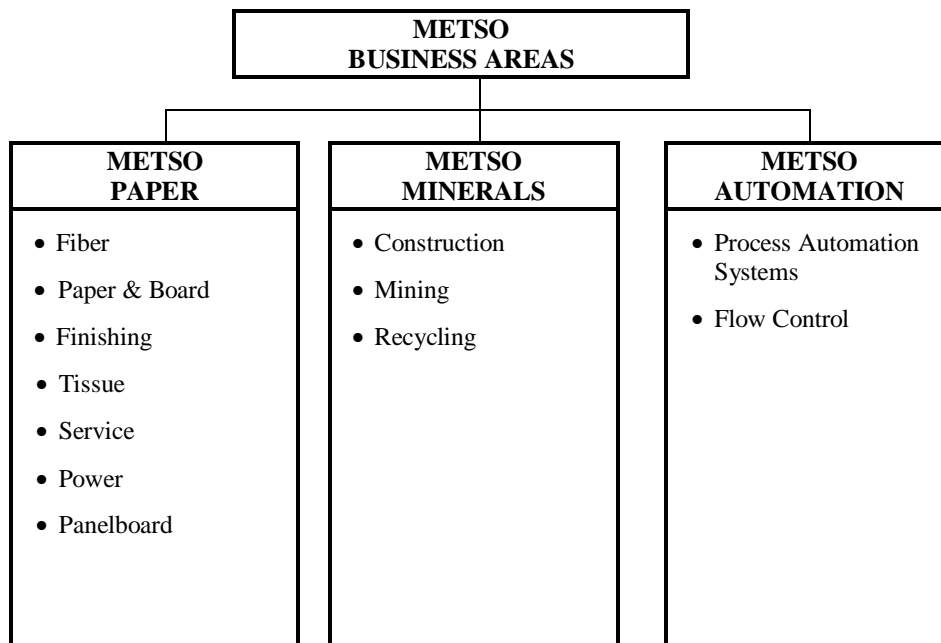 METSO
BUSINESS AREAS
METSO
PAPER
• Fiber
• Paper & Board
• Finishing
• Tissue
• Service
• Power
• Panelboard
METSO
MINERALS
• Construction
• Mining
• Recycling
METSO
AUTOMATION
• Process Automation
Systems
• Flow Control